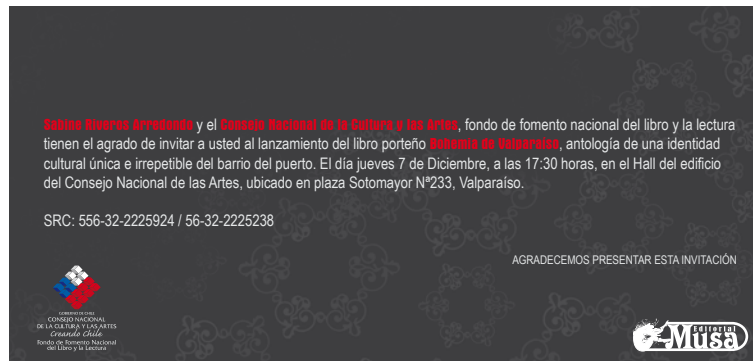 Sablen Riveros Arredondo y el Consejo Nacional de la Cultura y las Artes, fondo de fomento nacional del libro y la lectura
tienen el agrado de invitar a usted al lanzamiento del libro porteño Bohemia de Valparaíso, antología de una identidad
cultural única e irrepetible del barrio del puerto. El día jueves 7 de Diciembre, a las 17:30 horas, en el Hall del edificio
del Consejo Nacional de las Artes, ubicado en plaza Sotomayor Nª233, Valparaíso.
SRC: 556-32-2225924 / 56-32-2225238
AGRADECEMOS PRESENTAR ESTA INVITACIÓN
GOBIERNO DE CHILE
CONSEJO NACIONAL
DE LA CULTURA Y LAS ARTES
Creando Chile
Fondo de Fomento Nacional
del Libro y la Lectura
Editorial
Musa